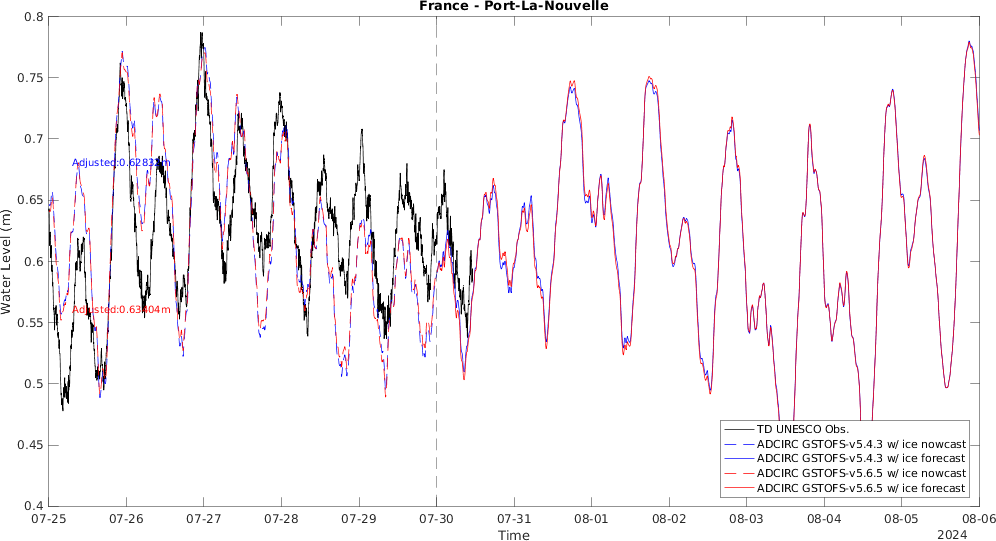 France - Port-La-Nouvelle
Water Level (m)
0.8
0.75
0.7
0.65
0.6
0.55
0.5
0.45
0.4
Adjusted:0.62832m
Adjusted:0.63404m
TD UNESCO Obs.
ADCIRC GSTOFS-v5.4.3 w/ ice nowcast
ADCIRC GSTOFS-v5.4.3 w/ ice forecast
ADCIRC GSTOFS-v5.6.5 w/ ice nowcast
ADCIRC GSTOFS-v5.6.5 w/ ice forecast
07-25 07-26 07-27 07-28 07-29 07-30 07-31 08-01 08-02 08-03 08-04 08-05 08-06
Time
2024